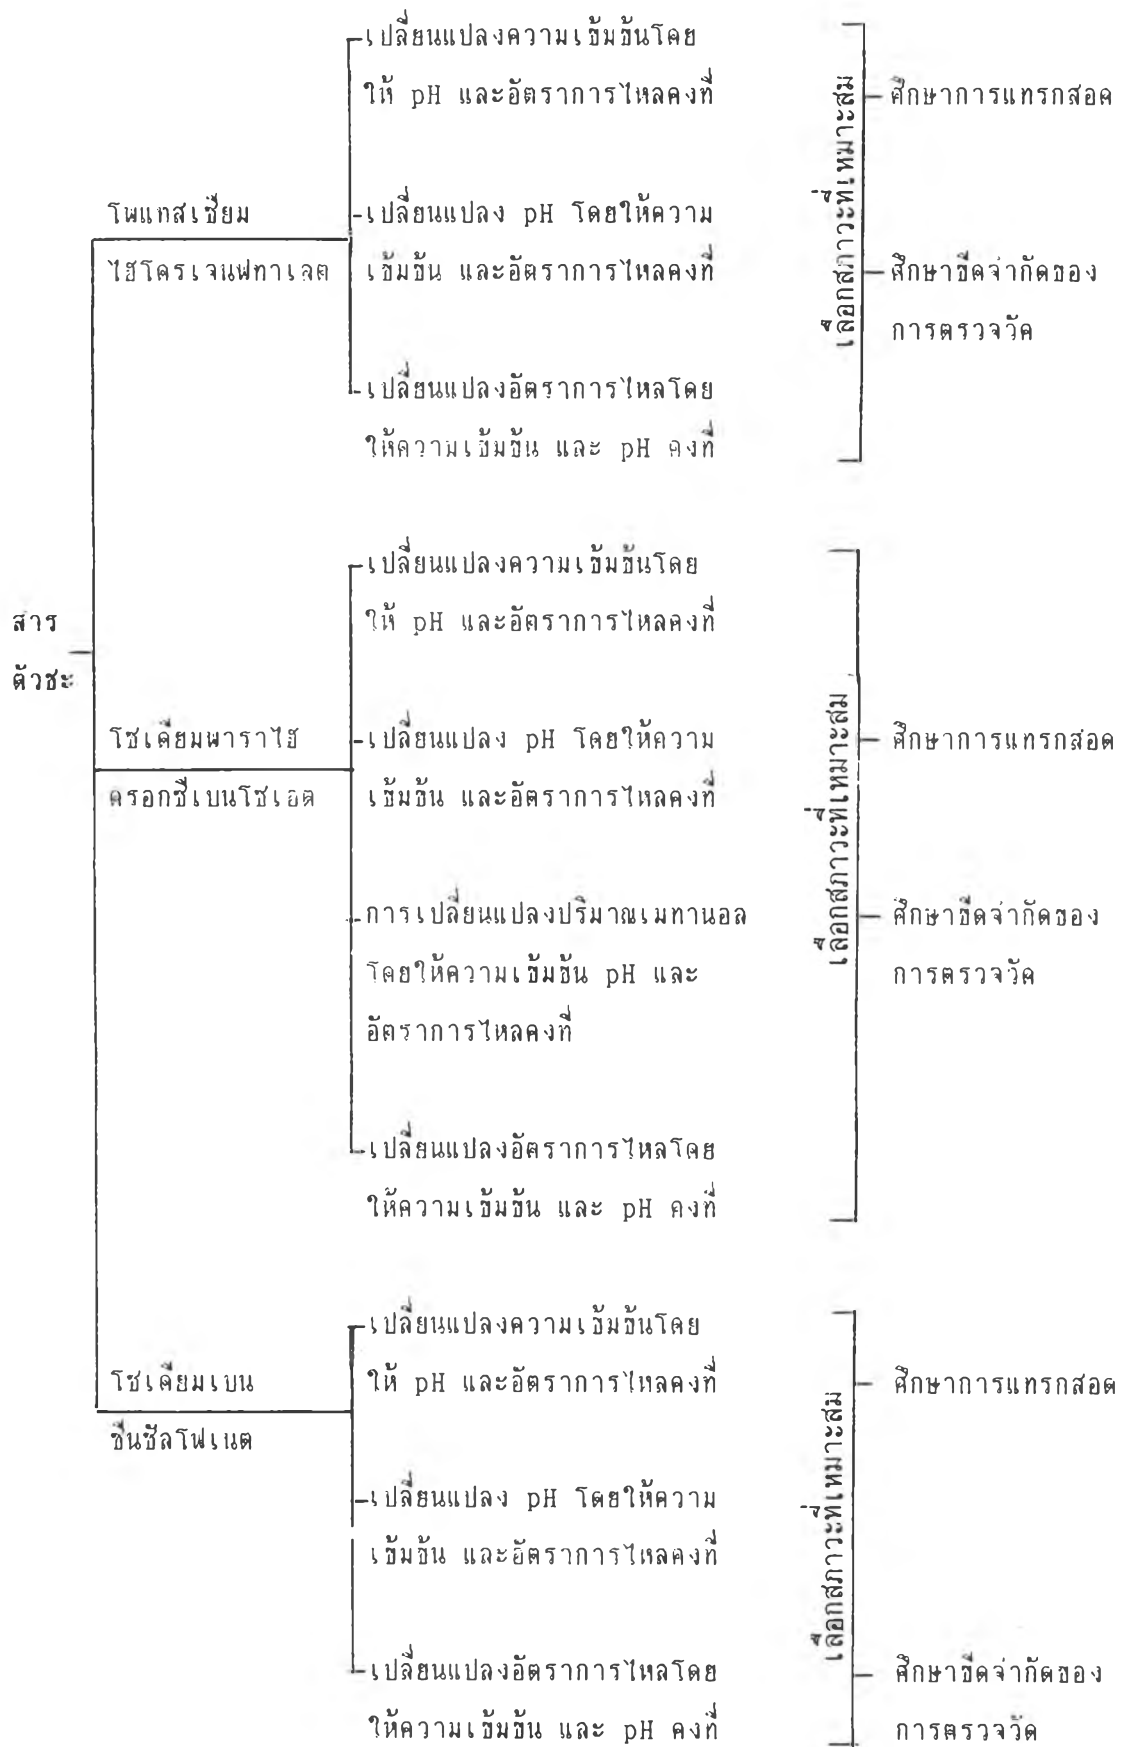 สาร
ตัวชะ
โพแทสเซียม
ไฮโดรเจนฟทาเลต
เปลี่ยนแปลงความเข้มข้นโดย
ให้ pH และอัตราการไหลคงที่
เปลี่ยนแปลง pH โดยให้ความ
เข้มข้น และอัตราการไหลคงที่
เปลี่ยนแปลงอัตราการไหลโดย
ให้ความเข้มข้น และ pH คงที่
เลือกสภาวะที่เหมาะสม
ศึกษาการแทรกสอด
ศึกษาขีดจำกัดของ
การตรวจวัด
โซเดียมพาราไฮ
ดรอกซีเบนโซเอต
เปลี่ยนแปลงความเข้มข้นโดย
ให้ pH และอัตราการไหลคงที่
เปลี่ยนแปลง pH โดยให้ความ
เข้มข้น และอัตราการไหลคงที่
การเปลี่ยนแปลงปริมาณเมทานอล
โดยให้ความเข้มข้น pH และ
อัตราการไหลคงที่
เปลี่ยนแปลงอัตราการไหลโดย
ให้ความเข้มข้น และ pH คงที่
เลือกสภาวะที่เหมาะสม
ศึกษาการแทรกสอด
ศึกษาขีดจำกัดของ
การตรวจวัด
โซเดียมเบน
ซีนซัลโฟเนต
เปลี่ยนแปลงความเข้มข้นโดย
ให้ pH และอัตราการไหลคงที่
เปลี่ยนแปลง pH โดยให้ความ
เข้มข้น และอัตราการไหลคงที่
เปลี่ยนแปลงอัตราการไหลโดย
ให้ความเข้มข้น และ pH คงที่
เลือกสภาวะที่เหมาะสม
ศึกษาการแทรกสอด
ศึกษาขีดจำกัดของ
การตรวจวัด